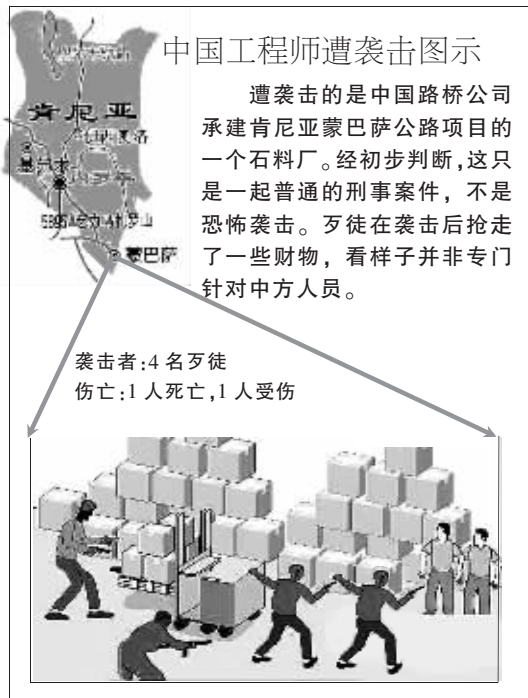 中国工程师遭袭击图示
遭袭击的是中国路桥公司
承建肯尼亚蒙巴萨公路项目的
一个石料厂。经初步判断,这只
是一起普通的刑事案件，不是
恐怖袭击。歹徒在袭击后抢走
了一些财物，看样子并非专门
针对中方人员。
肯尼亚
蒙巴萨
袭击者:4 名歹徒
伤亡:1 人死亡,1 人受伤